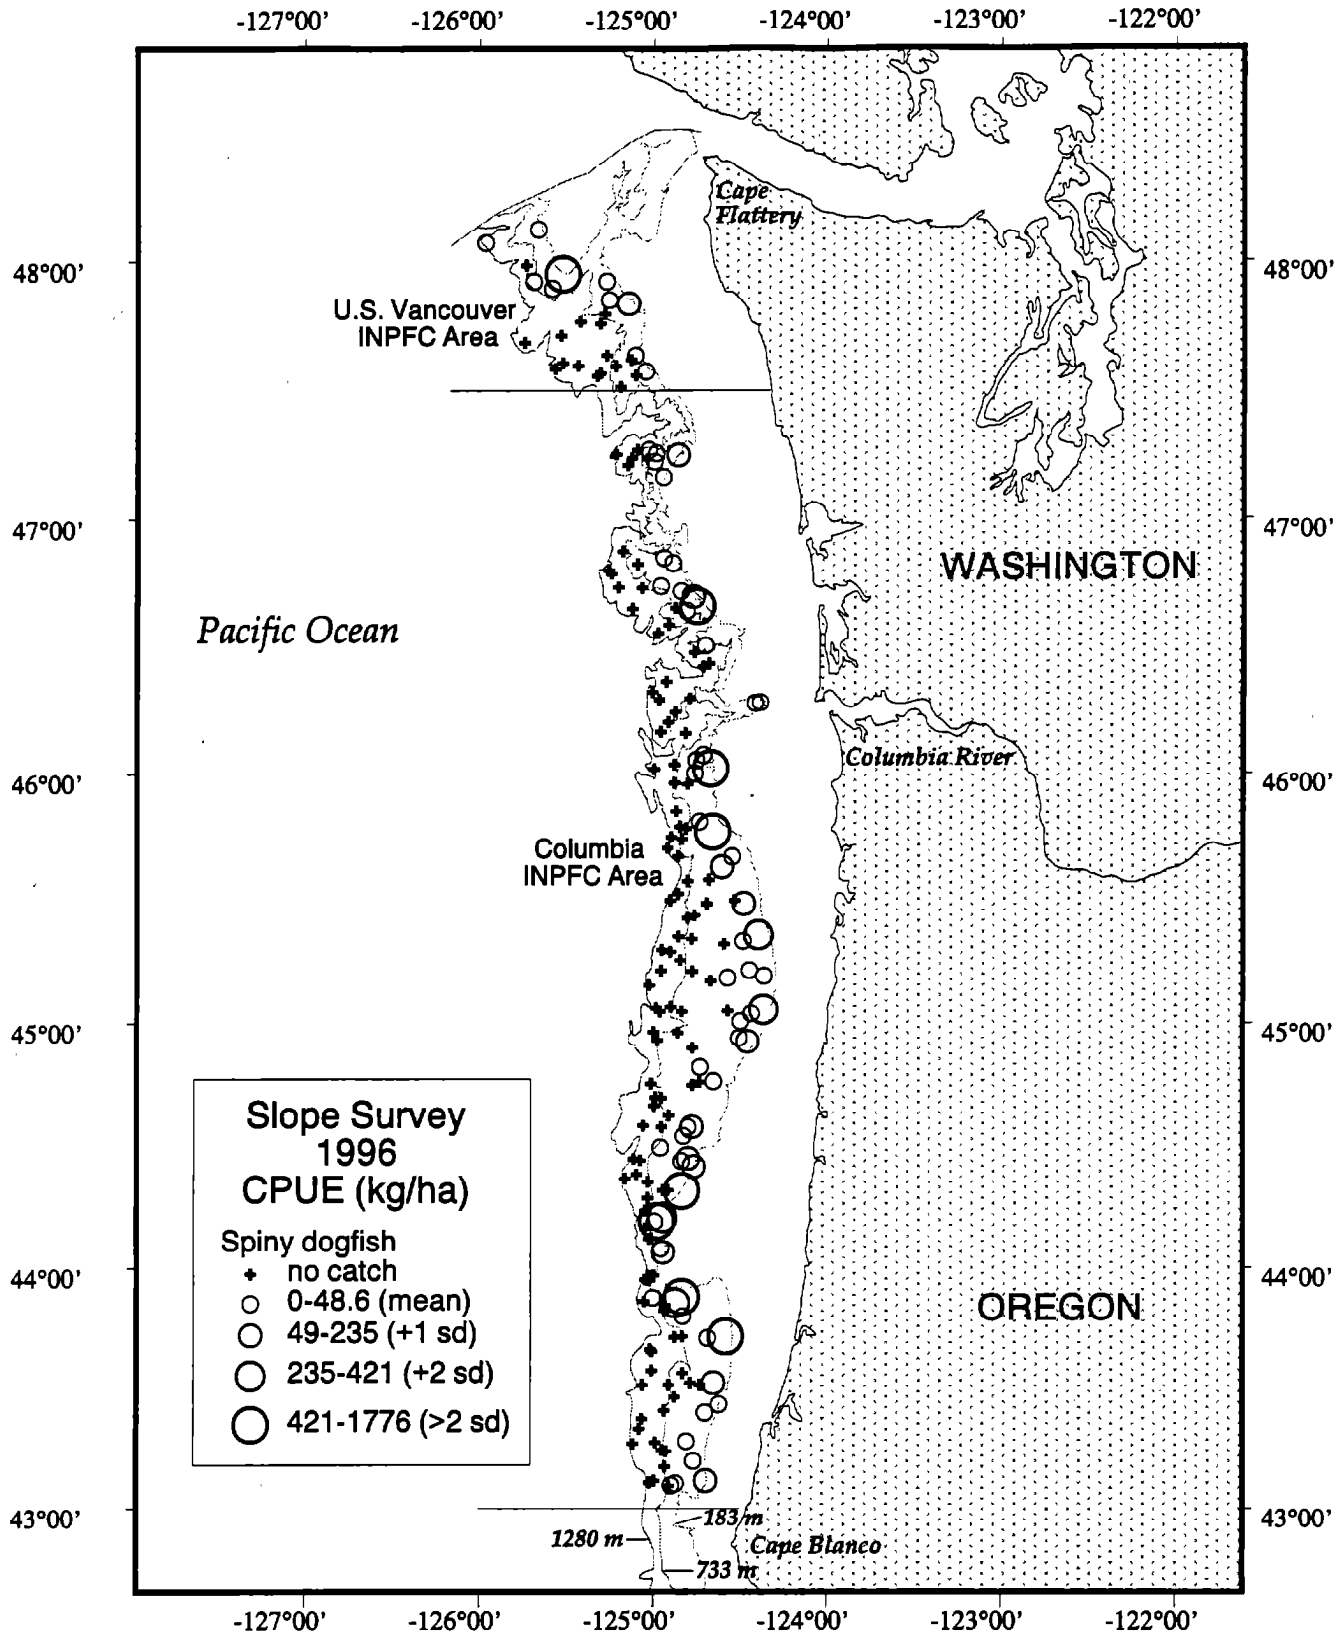 -127°00' -126°00' -125°00' -124°00' -123°00' -122°00'
Cape
Flattery
48°00' 48°00'
U.S. Vancouver
INPFC Area
47°00' 47°00'
WASHINGTON
Pacific Ocean
Columbia River
46°00' 46°00'
Columbia
INPFC Area
45°00' 45°00'
Slope Survey
1996
CPUE (kg/ha)
Spiny dogfish
no catch
0-48.6 (mean)
49-235 (+1 sd)
235-421 (+2 sd)
421-1776 (>2 sd)
44°00' 44°00'
OREGON
43°00' 43°00'
183 m
1280 m
Cape Blanco
733 m
-127°00' -126°00' -125°00' -124°00' -123°00' -122°00'